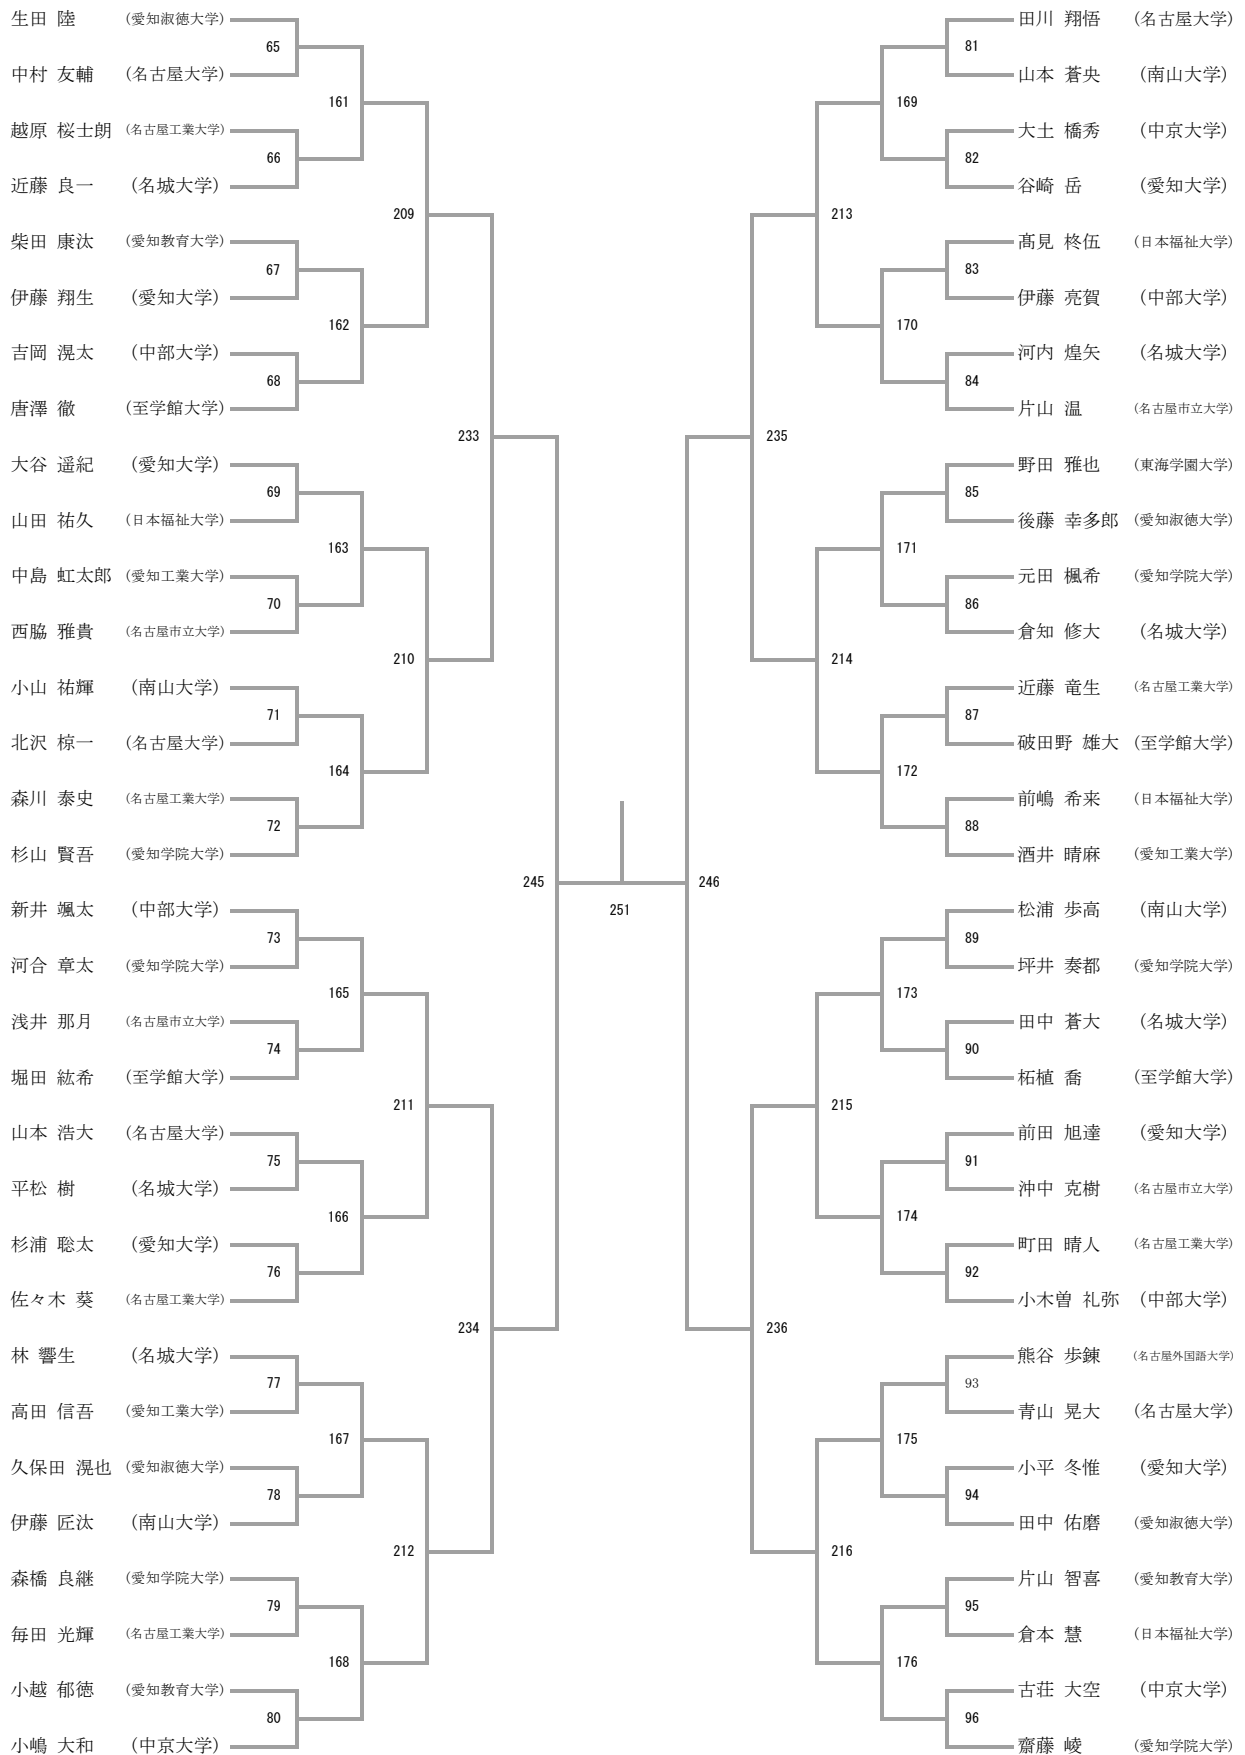 生田 陸 (愛知淑徳大学)
65
中村 友輔 (名古屋大学)
161
越原 桜士朗 (名古屋工業大学)
66
近藤 良一 (名城大学)
209
柴田 康汰 (愛知教育大学)
67
伊藤 翔生 (愛知大学)
162
吉岡 滉太 (中部大学)
68
唐澤 徹 (至学館大学)
233
大谷 遥紀 (愛知大学)
69
山田 祐久 (日本福祉大学)
163
中島 虹太郎 (愛知工業大学)
70
西脇 雅貴 (名古屋市立大学)
210
小山 祐輝 (南山大学)
71
北沢 椋一 (名古屋大学)
164
森川 泰史 (名古屋工業大学)
72
杉山 賢吾 (愛知学院大学)
245
新井 颯太 (中部大学)
73
河合 章太 (愛知学院大学)
165
浅井 那月 (名古屋市立大学)
74
堀田 紘希 (至学館大学)
211
山本 浩大 (名古屋大学)
75
平松 樹 (名城大学)
166
杉浦 聡太 (愛知大学)
76
佐々木 葵 (名古屋工業大学)
234
林 響生 (名城大学)
77
高田 信吾 (愛知工業大学)
167
久保田 滉也 (愛知淑徳大学)
78
伊藤 匠汰 (南山大学)
212
森橋 良継 (愛知学院大学)
79
毎田 光輝 (名古屋工業大学)
168
小越 郁徳 (愛知教育大学)
80
小嶋 大和 (中京大学)
251
田川 翔悟 (名古屋大学)
81
山本 蒼央 (南山大学)
169
大土 橋秀 (中京大学)
82
谷崎 岳 (愛知大学)
213
髙見 柊伍 (日本福祉大学)
83
伊藤 亮賀 (中部大学)
170
河内 煌矢 (名城大学)
84
片山 温 (名古屋市立大学)
235
野田 雅也 (東海学園大学)
85
後藤 幸多郎 (愛知淑徳大学)
171
元田 楓希 (愛知学院大学)
86
倉知 修大 (名城大学)
214
近藤 竜生 (名古屋工業大学)
87
破田野 雄大 (至学館大学)
172
前嶋 希来 (日本福祉大学)
88
酒井 晴麻 (愛知工業大学)
246
松浦 歩高 (南山大学)
89
坪井 奏都 (愛知学院大学)
173
田中 蒼大 (名城大学)
90
柘植 喬 (至学館大学)
215
前田 旭達 (愛知大学)
91
沖中 克樹 (名古屋市立大学)
174
町田 晴人 (名古屋工業大学)
92
小木曽 礼弥 (中部大学)
236
熊谷 歩錬 (名古屋外国語大学)
93
青山 晃大 (名古屋大学)
175
小平 冬惟 (愛知大学)
94
田中 佑磨 (愛知淑徳大学)
216
片山 智喜 (愛知教育大学)
95
倉本 慧 (日本福祉大学)
176
古荘 大空 (中京大学)
96
齋藤 崚 (愛知学院大学)